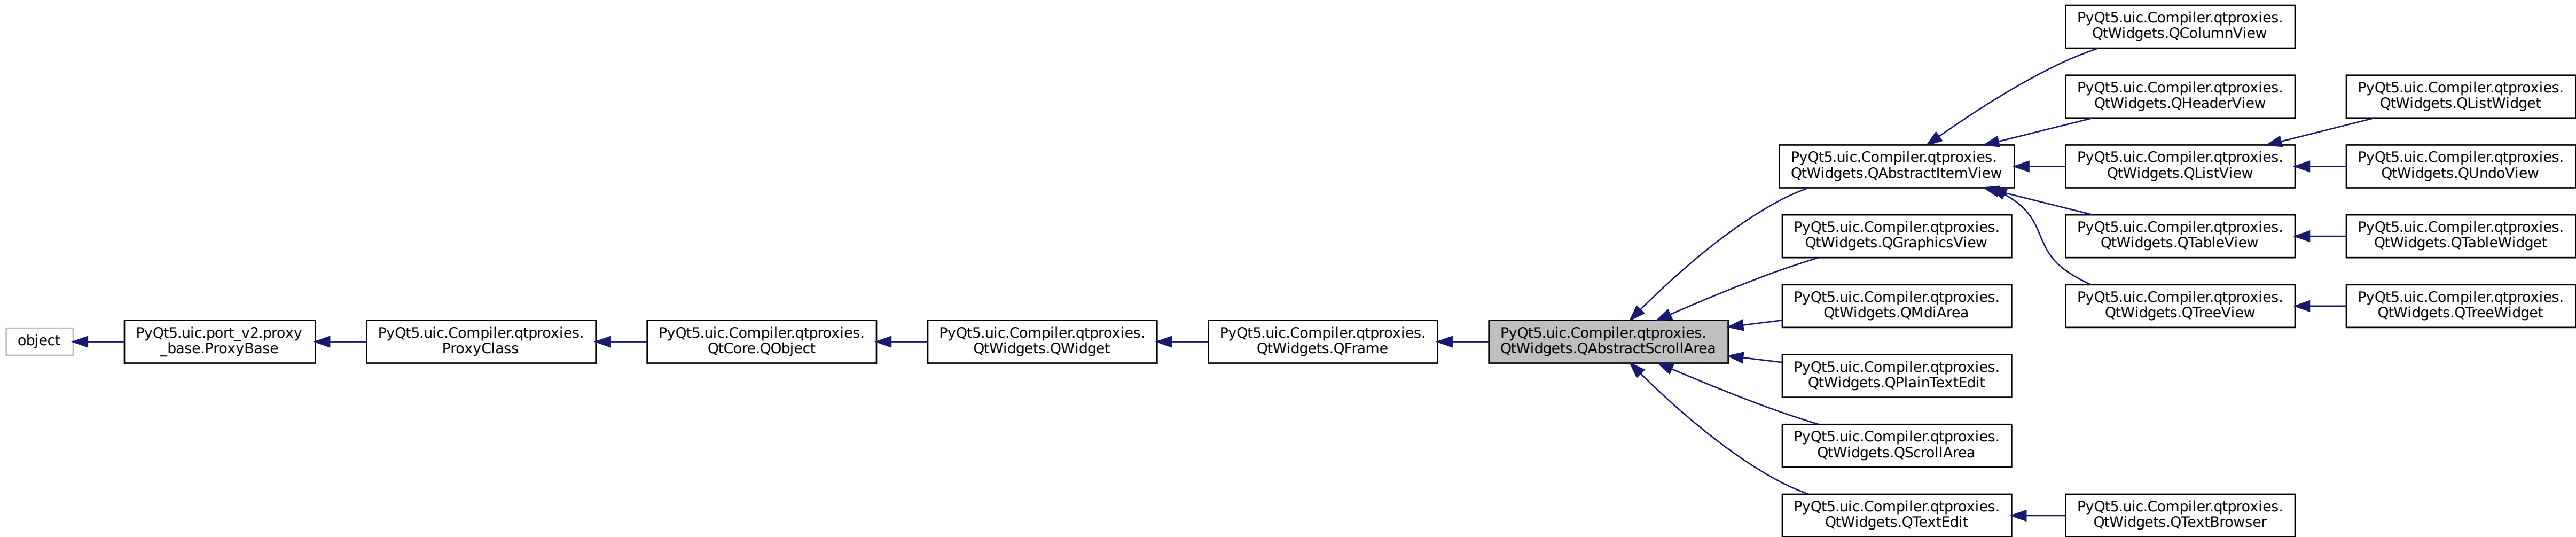 object
PyQt5.uic.port_v2.proxy
_base.ProxyBase
PyQt5.uic.Compiler.qtproxies.
ProxyClass
PyQt5.uic.Compiler.qtproxies.
QtCore.QObject
PyQt5.uic.Compiler.qtproxies.
QtWidgets.QWidget
PyQt5.uic.Compiler.qtproxies.
QtWidgets.QFrame
PyQt5.uic.Compiler.qtproxies.
QtWidgets.QAbstractScrollArea
PyQt5.uic.Compiler.qtproxies.
QtWidgets.QAbstractItemView
PyQt5.uic.Compiler.qtproxies.
QtWidgets.QGraphicsView
PyQt5.uic.Compiler.qtproxies.
QtWidgets.QMdiArea
PyQt5.uic.Compiler.qtproxies.
QtWidgets.QPlainTextEdit
PyQt5.uic.Compiler.qtproxies.
QtWidgets.QScrollArea
PyQt5.uic.Compiler.qtproxies.
QtWidgets.QTextEdit
PyQt5.uic.Compiler.qtproxies.
QtWidgets.QColumnView
PyQt5.uic.Compiler.qtproxies.
QtWidgets.QHeaderView
PyQt5.uic.Compiler.qtproxies.
QtWidgets.QListView
PyQt5.uic.Compiler.qtproxies.
QtWidgets.QTableView
PyQt5.uic.Compiler.qtproxies.
QtWidgets.QTreeView
PyQt5.uic.Compiler.qtproxies.
QtWidgets.QTextBrowser
PyQt5.uic.Compiler.qtproxies.
QtWidgets.QListWidget
PyQt5.uic.Compiler.qtproxies.
QtWidgets.QUndoView
PyQt5.uic.Compiler.qtproxies.
QtWidgets.QTableWidget
PyQt5.uic.Compiler.qtproxies.
QtWidgets.QTreeWidget